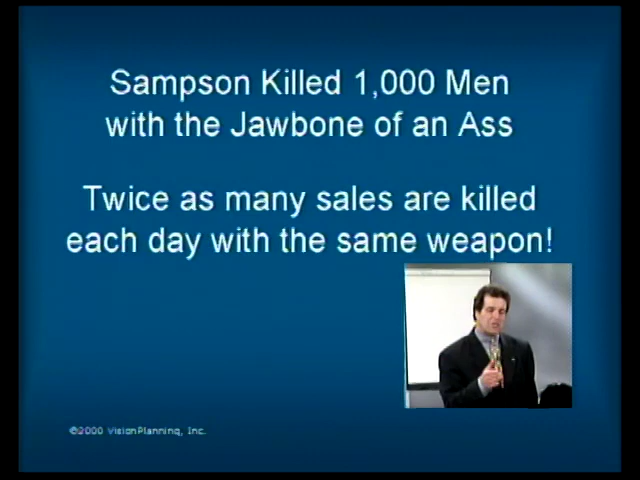 Sampson Killed 1,000 Men
with the Jawbone of an Ass
Twice as many sales are killed
each day with the same weapon!
©2000 VisionPlanning, Inc.